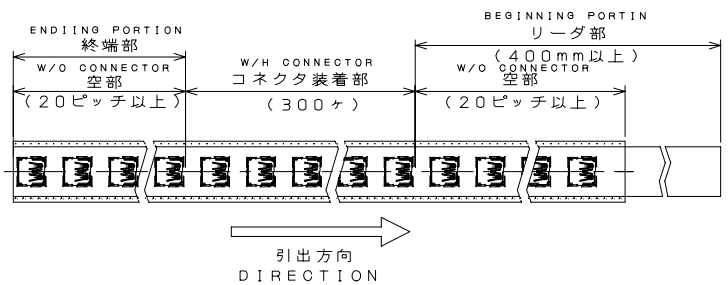 ENDIING PORTION
終端部
W/O CONNECTOR
空部
(20ピッチ以上)
W/H CONNECTOR
コネクタ装着部
(300ヶ)
BEGINNING PORTIN
リーダ部
(400mm以上)
W/O CONNECTOR
空部
(20ピッチ以上)
引出方向
DIRECTION